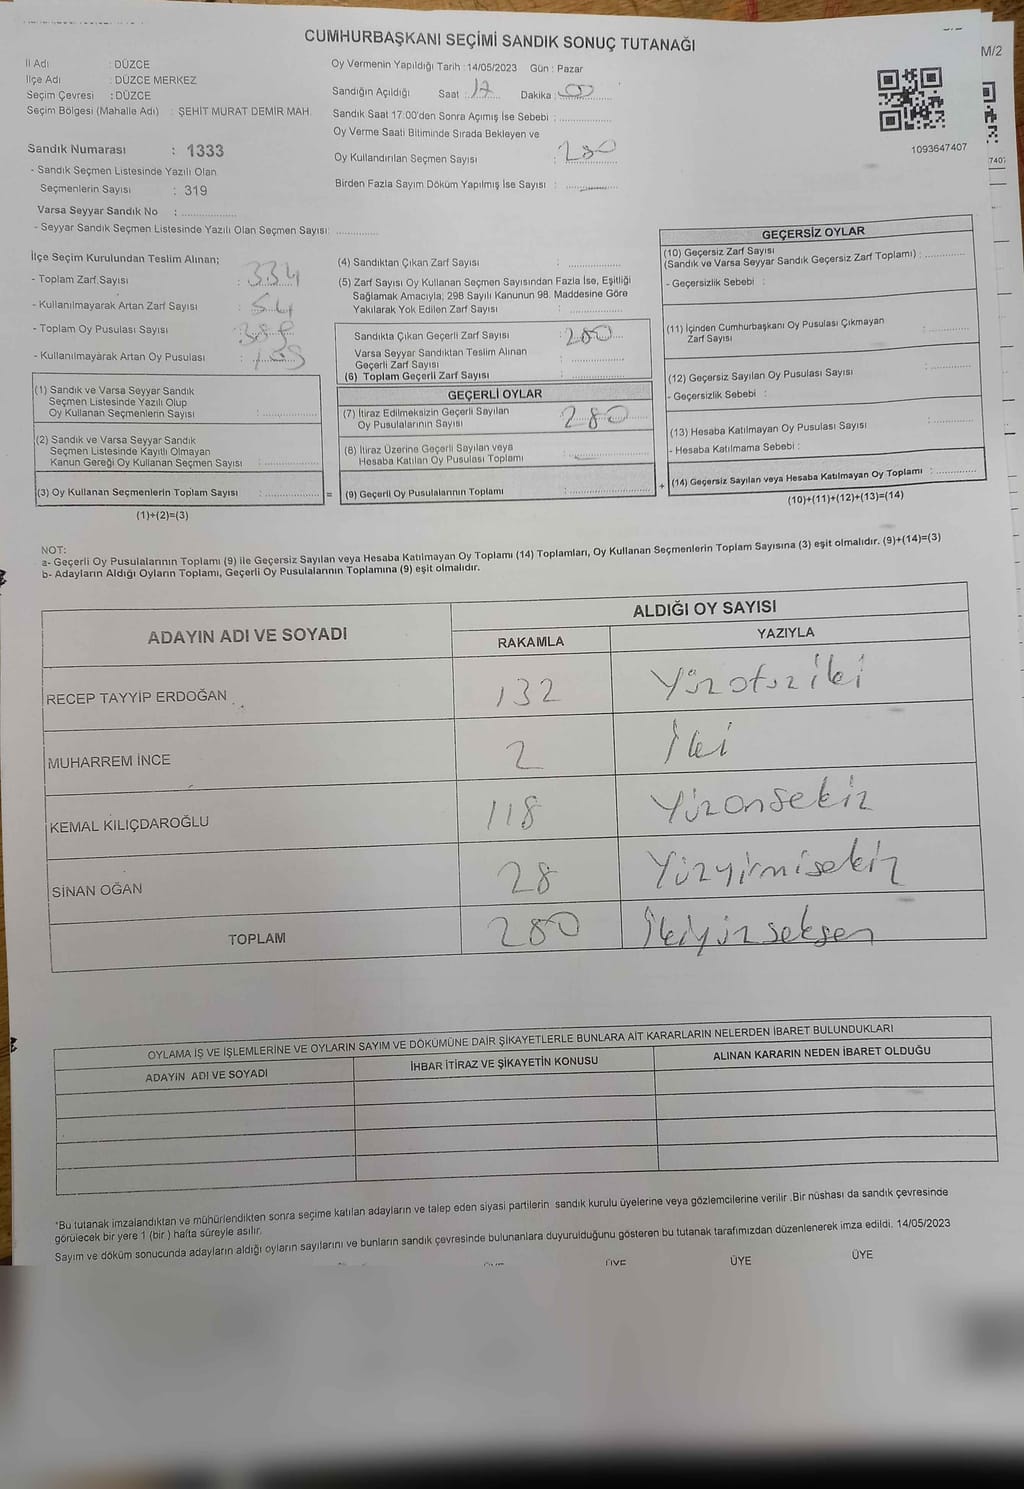 CUMHURBAŞKANI SEÇİMİ SANDIK SONUÇ TUTANAĞI
M/2
İl Adı : DÜZCE
İlçe Adı : DÜZCE MERKEZ
Seçim Çevresi : DÜZCE
Seçim Bölgesi (Mahalle Adı) : ŞEHİT MURAT DEMİR MAH.
Sandık Numarası : 1333
- Sandık Seçmen Listesinde Yazılı Olan
Seçmenlerin Sayısı : 319
Varsa Seyyar Sandık No :
- Seyyar Sandık Seçmen Listesinde Yazılı Olan Seçmen Sayısı:
Oy Vermenin Yapıldığı Tarih :14/05/2023 Gün : Pazar
Sandığın Açıldığı Saat : 17 Dakika : 00
Sandık Saat 17:00'den Sonra Açımış İse Sebebi :
Oy Verme Saati Bitiminde Sırada Bekleyen ve
Oy Kullandırılan Seçmen Sayısı : 280
Birden Fazla Sayım Döküm Yapılmış İse Sayısı :
1093647407
İlçe Seçim Kurulundan Teslim Alınan;
- Toplam Zarf Sayısı : 334
- Kullanılmayarak Artan Zarf Sayısı : 54
- Toplam Oy Pusulası Sayısı :
- Kullanılmayarak Artan Oy Pusulası :
(1) Sandık ve Varsa Seyyar Sandık
Seçmen Listesinde Yazılı Olup
Oy Kullanan Seçmenlerin Sayısı :
(2) Sandık ve Varsa Seyyar Sandık
Seçmen Listesinde Kayıtlı Olmayan
Kanun Gereği Oy Kullanan Seçmen Sayısı :
(3) Oy Kullanan Seçmenlerin Toplam Sayısı :
(1)+(2)=(3)
=
(4) Sandıktan Çıkan Zarf Sayısı :
(5) Zarf Sayısı Oy Kullanan Seçmen Sayısından Fazla İse, Eşitliği
Sağlamak Amacıyla; 298 Sayılı Kanunun 98. Maddesine Göre
Yakılarak Yok Edilen Zarf Sayısı :
Sandıkta Çıkan Geçerli Zarf Sayısı : 280
Varsa Seyyar Sandıktan Teslim Alınan
Geçerli Zarf Sayısı :
(6) Toplam Geçerli Zarf Sayısı :
GEÇERLİ OYLAR
(7) İtiraz Edilmeksizin Geçerli Sayılan
Oy Pusulalarının Sayısı : 280
(8) İtiraz Üzerine Geçerli Sayılan veya
Hesaba Katılan Oy Pusulası Toplamı :
(9) Geçerli Oy Pusulalarının Toplamı :
+
GEÇERSİZ OYLAR
(10) Geçersiz Zarf Sayısı
(Sandık ve Varsa Seyyar Sandık Geçersiz Zarf Toplamı) :
- Geçersizlik Sebebi :
(11) İçinden Cumhurbaşkanı Oy Pusulası Çıkmayan
Zarf Sayısı :
(12) Geçersiz Sayılan Oy Pusulası Sayısı :
- Geçersizlik Sebebi :
(13) Hesaba Katılmayan Oy Pusulası Sayısı :
- Hesaba Katılmama Sebebi :
(14) Geçersiz Sayılan veya Hesaba Katılmayan Oy Toplamı :
(10)+(11)+(12)+(13)=(14)
NOT:
a- Geçerli Oy Pusulalarının Toplamı (9) ile Geçersiz Sayılan veya Hesaba Katılmayan Oy Toplamı (14) Toplamları, Oy Kullanan Seçmenlerin Toplam Sayısına (3) eşit olmalıdır. (9)+(14)=(3)
b- Adayların Aldığı Oyların Toplamı, Geçerli Oy Pusulalarının Toplamına (9) eşit olmalıdır.
ADAYIN ADI VE SOYADI
ALDIĞI OY SAYISI
RAKAMLA YAZIYLA
RECEP TAYYİP ERDOĞAN 132 Yüzotuziki
MUHARREM İNCE 2 İki
KEMAL KILIÇDAROĞLU 118 Yüzonsekiz
SİNAN OĞAN 28 Yüzyirmisekiz
TOPLAM 280 İkiyüzseksen
OYLAMA İŞ VE İŞLEMLERİNE VE OYLARIN SAYIM VE DÖKÜMÜNE DAİR ŞİKAYETLERLE BUNLARA AİT KARARLARIN NELERDEN İBARET BULUNDUKLARI
ADAYIN ADI VE SOYADI İHBAR İTİRAZ VE ŞİKAYETİN KONUSU ALINAN KARARIN NEDEN İBARET OLDUĞU
*Bu tutanak imzalandıktan ve mühürlendikten sonra seçime katılan adayların ve talep eden siyasi partilerin sandık kurulu üyelerine veya gözlemcilerine verilir .Bir nüshası da sandık çevresinde
görülecek bir yere 1 (bir ) hafta süreyle asılır.
Sayım ve döküm sonucunda adayların aldığı oyların sayılarını ve bunların sandık çevresinde bulunanlara duyurulduğunu gösteren bu tutanak tarafımızdan düzenlenerek imza edildi. 14/05/2023
ÜYE ÜYE ÜYE ÜYE